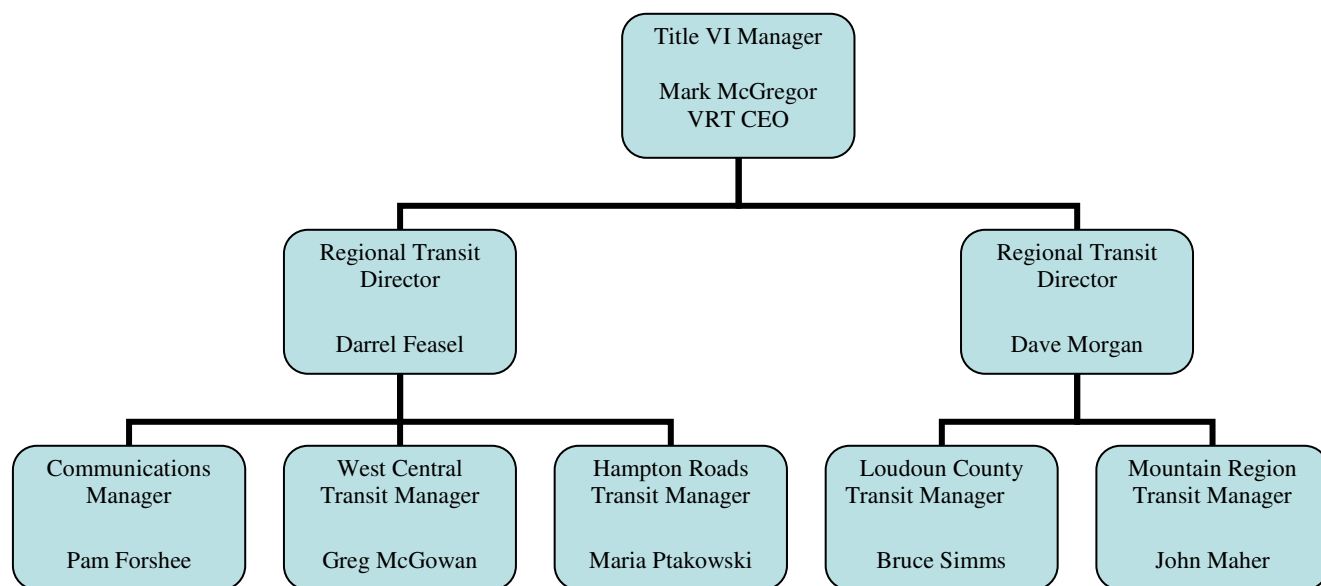 Title VI Manager
Mark McGregor
VRT CEO
Regional Transit
Director
Darrel Feasel
Regional Transit
Director
Dave Morgan
Communications
Manager
Pam Forshee
West Central
Transit Manager
Greg McGowan
Hampton Roads
Transit Manager
Maria Ptakowski
Loudoun County
Transit Manager
Bruce Simms
Mountain Region
Transit Manager
John Maher